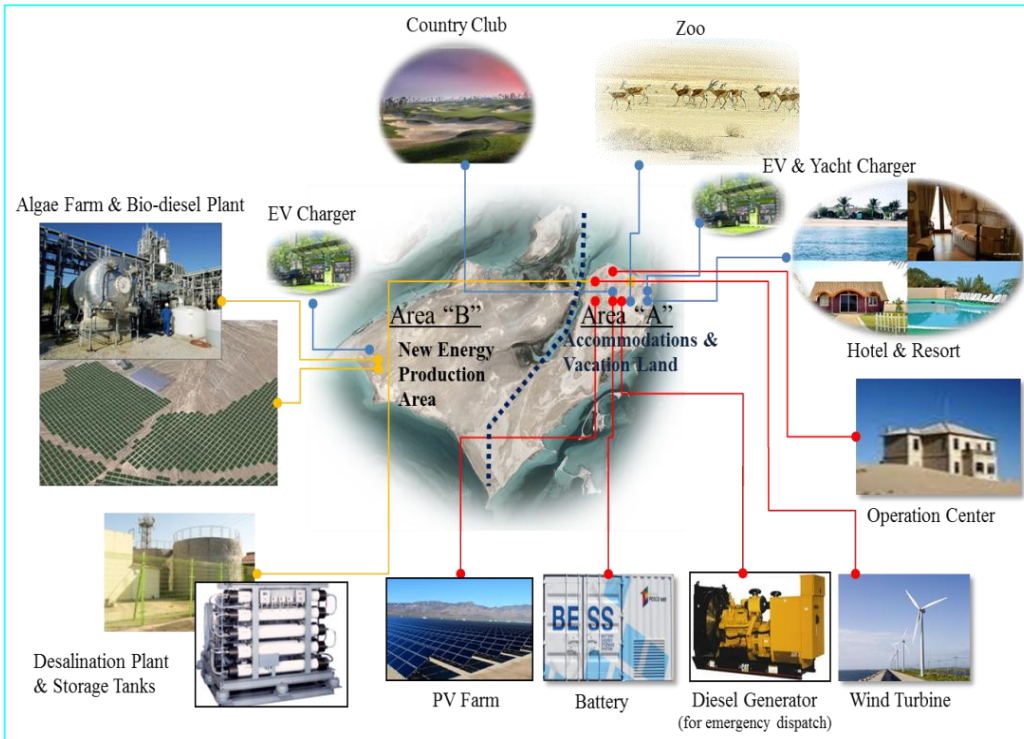 Country Club
Zoo
EV & Yacht Charger
Algae Farm & Bio-diesel Plant
EV Charger
Area “B”
New Energy
Production
Area
Area “A”
Accommodations &
Vacation Land
Hotel & Resort
Operation Center
BESS
CAT
Desalination Plant
& Storage Tanks
PV Farm
Battery
Diesel Generator
(for emergency dispatch)
Wind Turbine